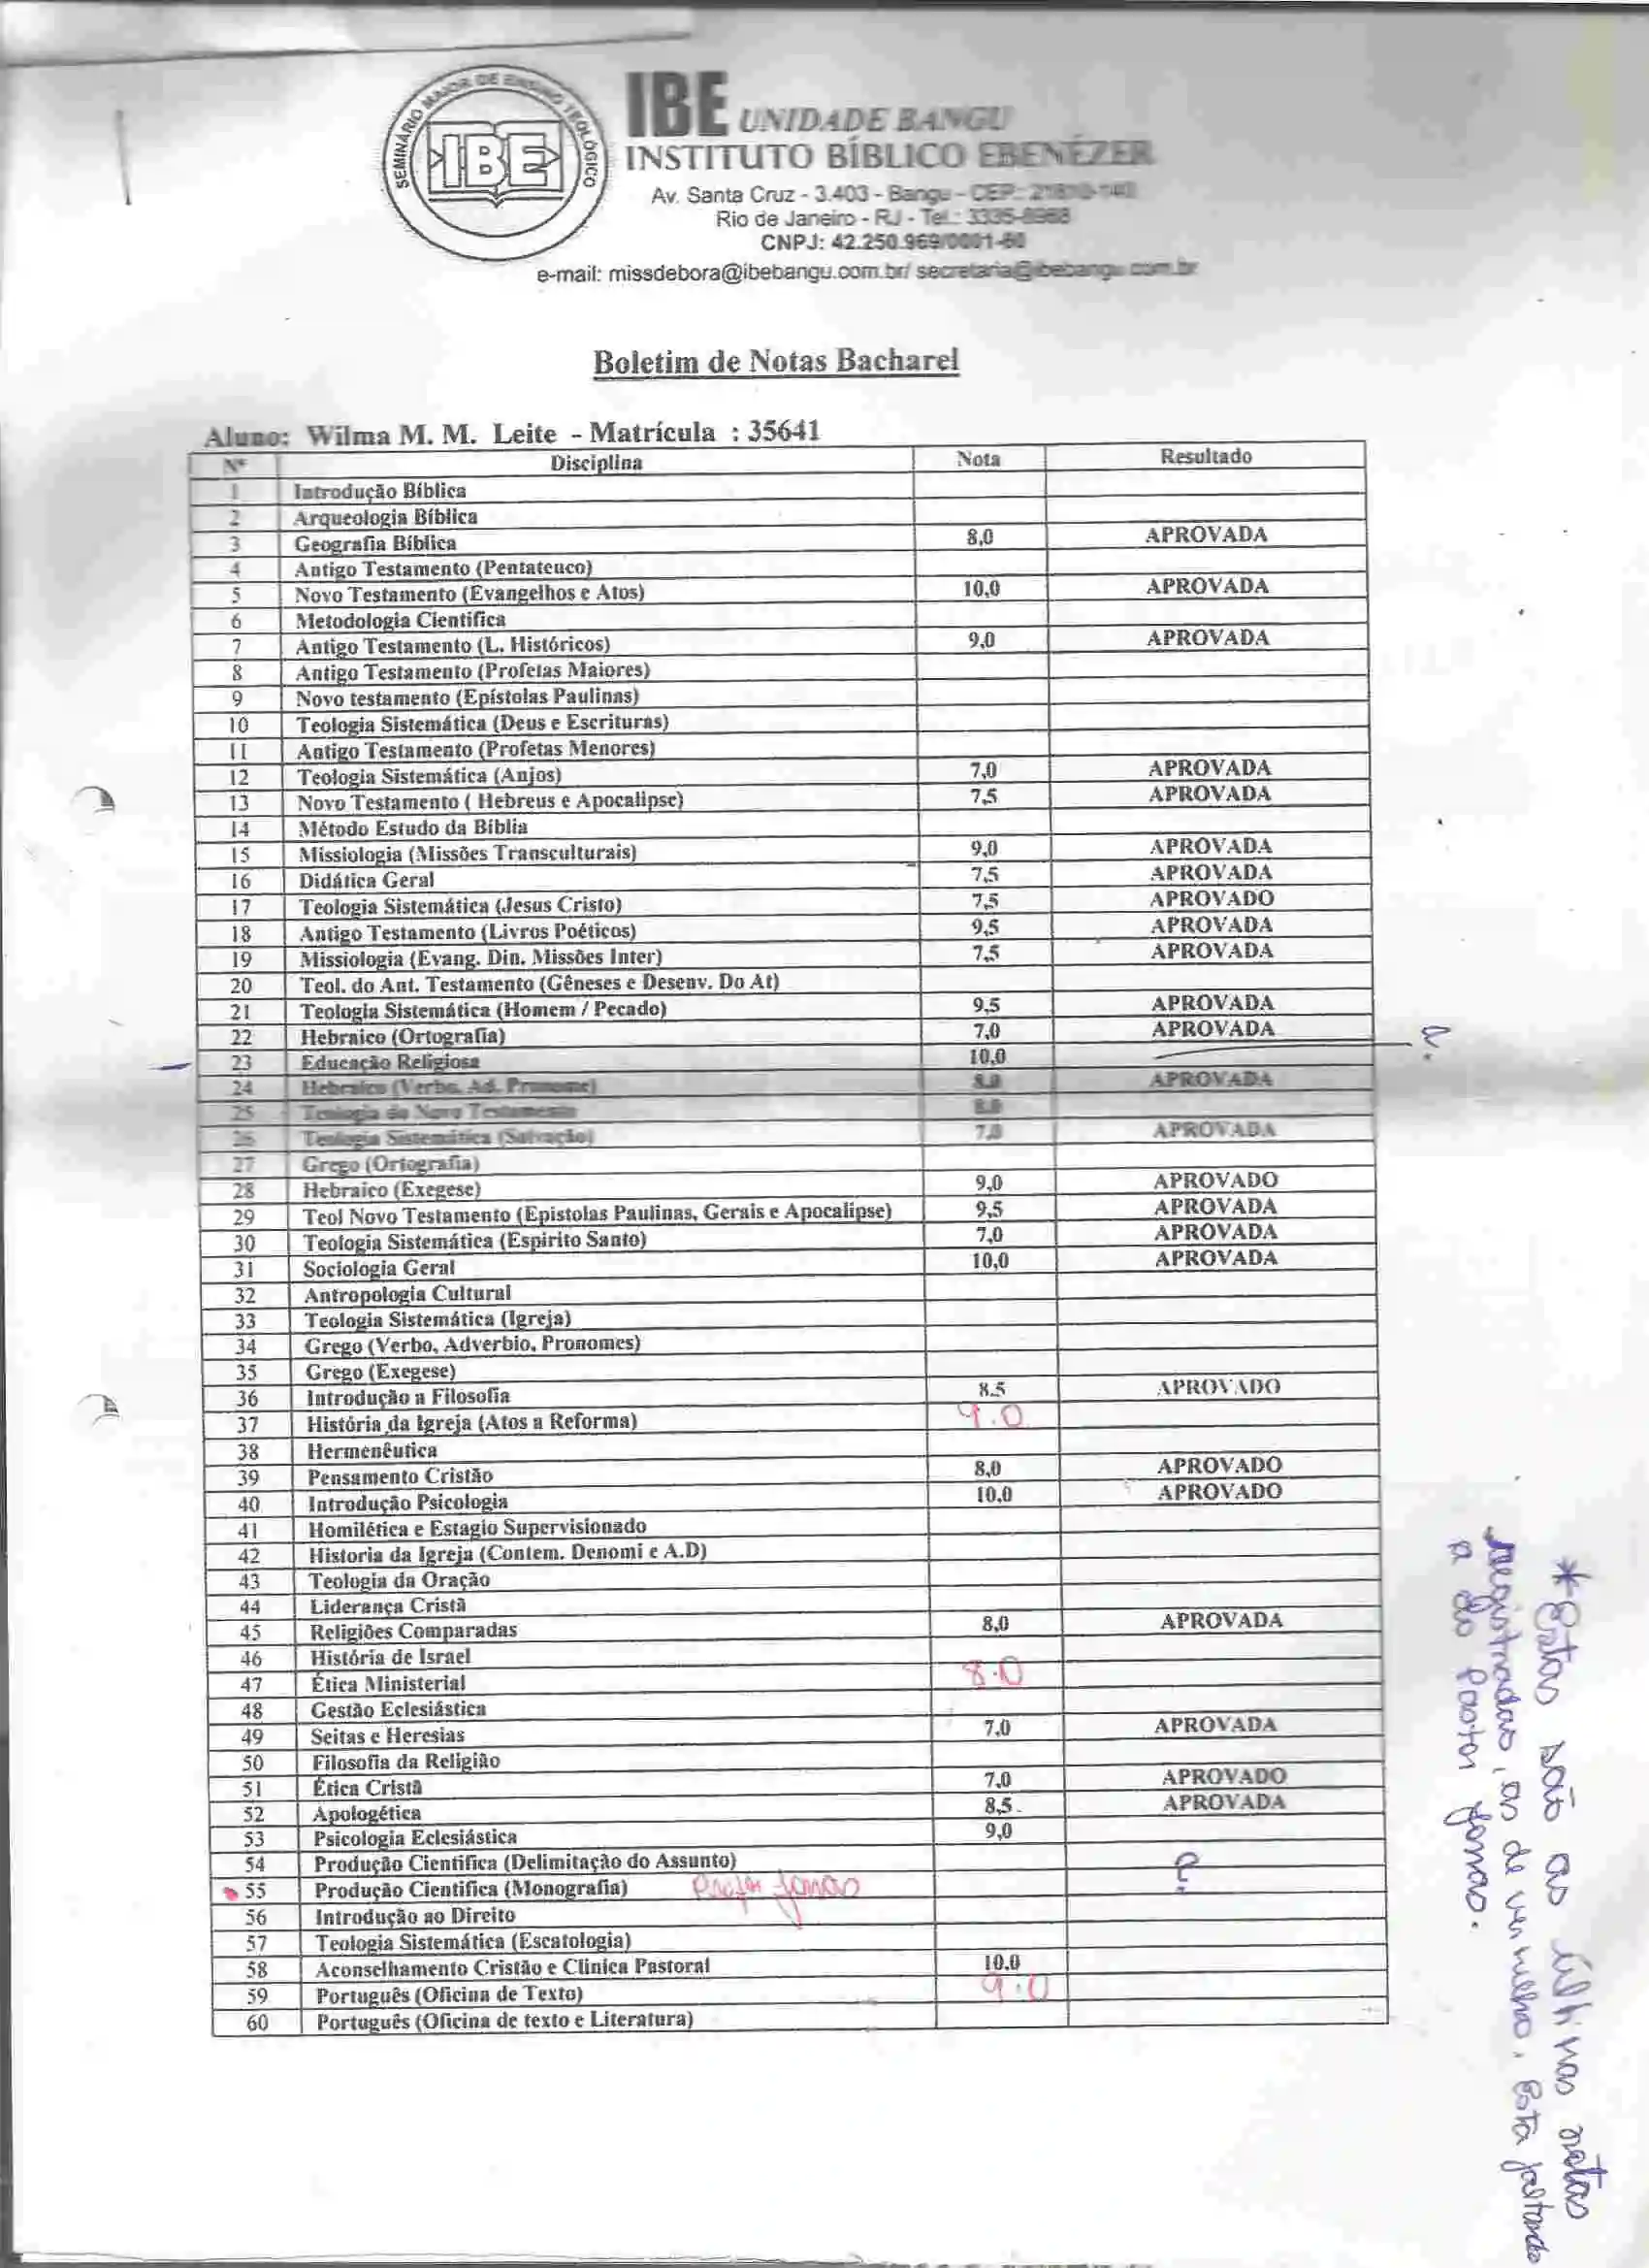 SEMINÁRIO MAIOR DE ENSINO TEOLÓGICO
IBE
IBE UNIDADE BANGU
INSTITUTO BÍBLICO EBENÉZER
Av. Santa Cruz - 3.403 - Bangu - CEP.: 21810-140
Rio de Janeiro - RJ - Tel.: 3335-8968
CNPJ: 42.250.969/0001-60
e-mail: missdebora@ibebangu.com.br/ secretaria@ibebangu.com.br
Boletim de Notas Bacharel
Aluno: Wilma M. M. Leite - Matrícula : 35641
Nº Disciplina Nota Resultado
1 Introdução Bíblica
2 Arqueologia Bíblica
3 Geografia Bíblica 8,0 APROVADA
4 Antigo Testamento (Pentateuco)
5 Novo Testamento (Evangelhos e Atos) 10,0 APROVADA
6 Metodologia Cientifica
7 Antigo Testamento (L. Históricos) 9,0 APROVADA
8 Antigo Testamento (Profetas Maiores)
9 Novo testamento (Epístolas Paulinas)
10 Teologia Sistemática (Deus e Escrituras)
11 Antigo Testamento (Profetas Menores)
12 Teologia Sistemática (Anjos) 7,0 APROVADA
13 Novo Testamento ( Hebreus e Apocalipse) 7,5 APROVADA
14 Método Estudo da Bíblia
15 Missiologia (Missões Transculturais) 9,0 APROVADA
16 Didática Geral 7,5 APROVADA
17 Teologia Sistemática (Jesus Cristo) 7,5 APROVADO
18 Antigo Testamento (Livros Poéticos) 9,5 APROVADA
19 Missiologia (Evang. Din. Missões Inter) 7,5 APROVADA
20 Teol. do Ant. Testamento (Gêneses e Desenv. Do At)
21 Teologia Sistemática (Homem / Pecado) 9,5 APROVADA
22 Hebraico (Ortografia) 7,0 APROVADA
23 Educação Religiosa 10,0 a.
24 Hebraico (Verbo, Ad. Pronome) 8,0 APROVADA
25 Teologia do Novo Testamento 8,0
26 Teologia Sistemática (Salvação) 7,0 APROVADA
27 Grego (Ortografia)
28 Hebraico (Exegese) 9,0 APROVADO
29 Teol Novo Testamento (Epistolas Paulinas, Gerais e Apocalipse) 9,5 APROVADA
30 Teologia Sistemática (Espirito Santo) 7,0 APROVADA
31 Sociologia Geral 10,0 APROVADA
32 Antropologia Cultural
33 Teologia Sistemática (Igreja)
34 Grego (Verbo, Adverbio, Pronomes)
35 Grego (Exegese)
36 Introdução a Filosofia 8.5 APROVADO
37 História da Igreja (Atos a Reforma) 9.0
38 Hermenêutica
39 Pensamento Cristão 8,0 APROVADO
40 Introdução Psicologia 10,0 APROVADO
41 Homilética e Estagio Supervisionado
42 Historia da Igreja (Contem. Denomi e A.D)
43 Teologia da Oração
44 Liderança Cristã
45 Religiões Comparadas 8,0 APROVADA
46 História de Israel
47 Ética Ministerial 8.0
48 Gestão Eclesiástica
49 Seitas e Heresias 7,0 APROVADA
50 Filosofia da Religião
51 Ética Cristã 7,0 APROVADO
52 Apologética 8,5 APROVADA
53 Psicologia Eclesiástica 9,0
54 Produção Cientifica (Delimitação do Assunto) ?
55 Produção Cientifica (Monografia) Jonas
56 Introdução ao Direito
57 Teologia Sistemática (Escatologia)
58 Aconselhamento Cristão e Clinica Pastoral 10,0
59 Português (Oficina de Texto) 9.0
60 Português (Oficina de texto e Literatura)
*Estas são as últimas notas
registradas, as de vermelho. Está faltando
a do Pastor Jonas.